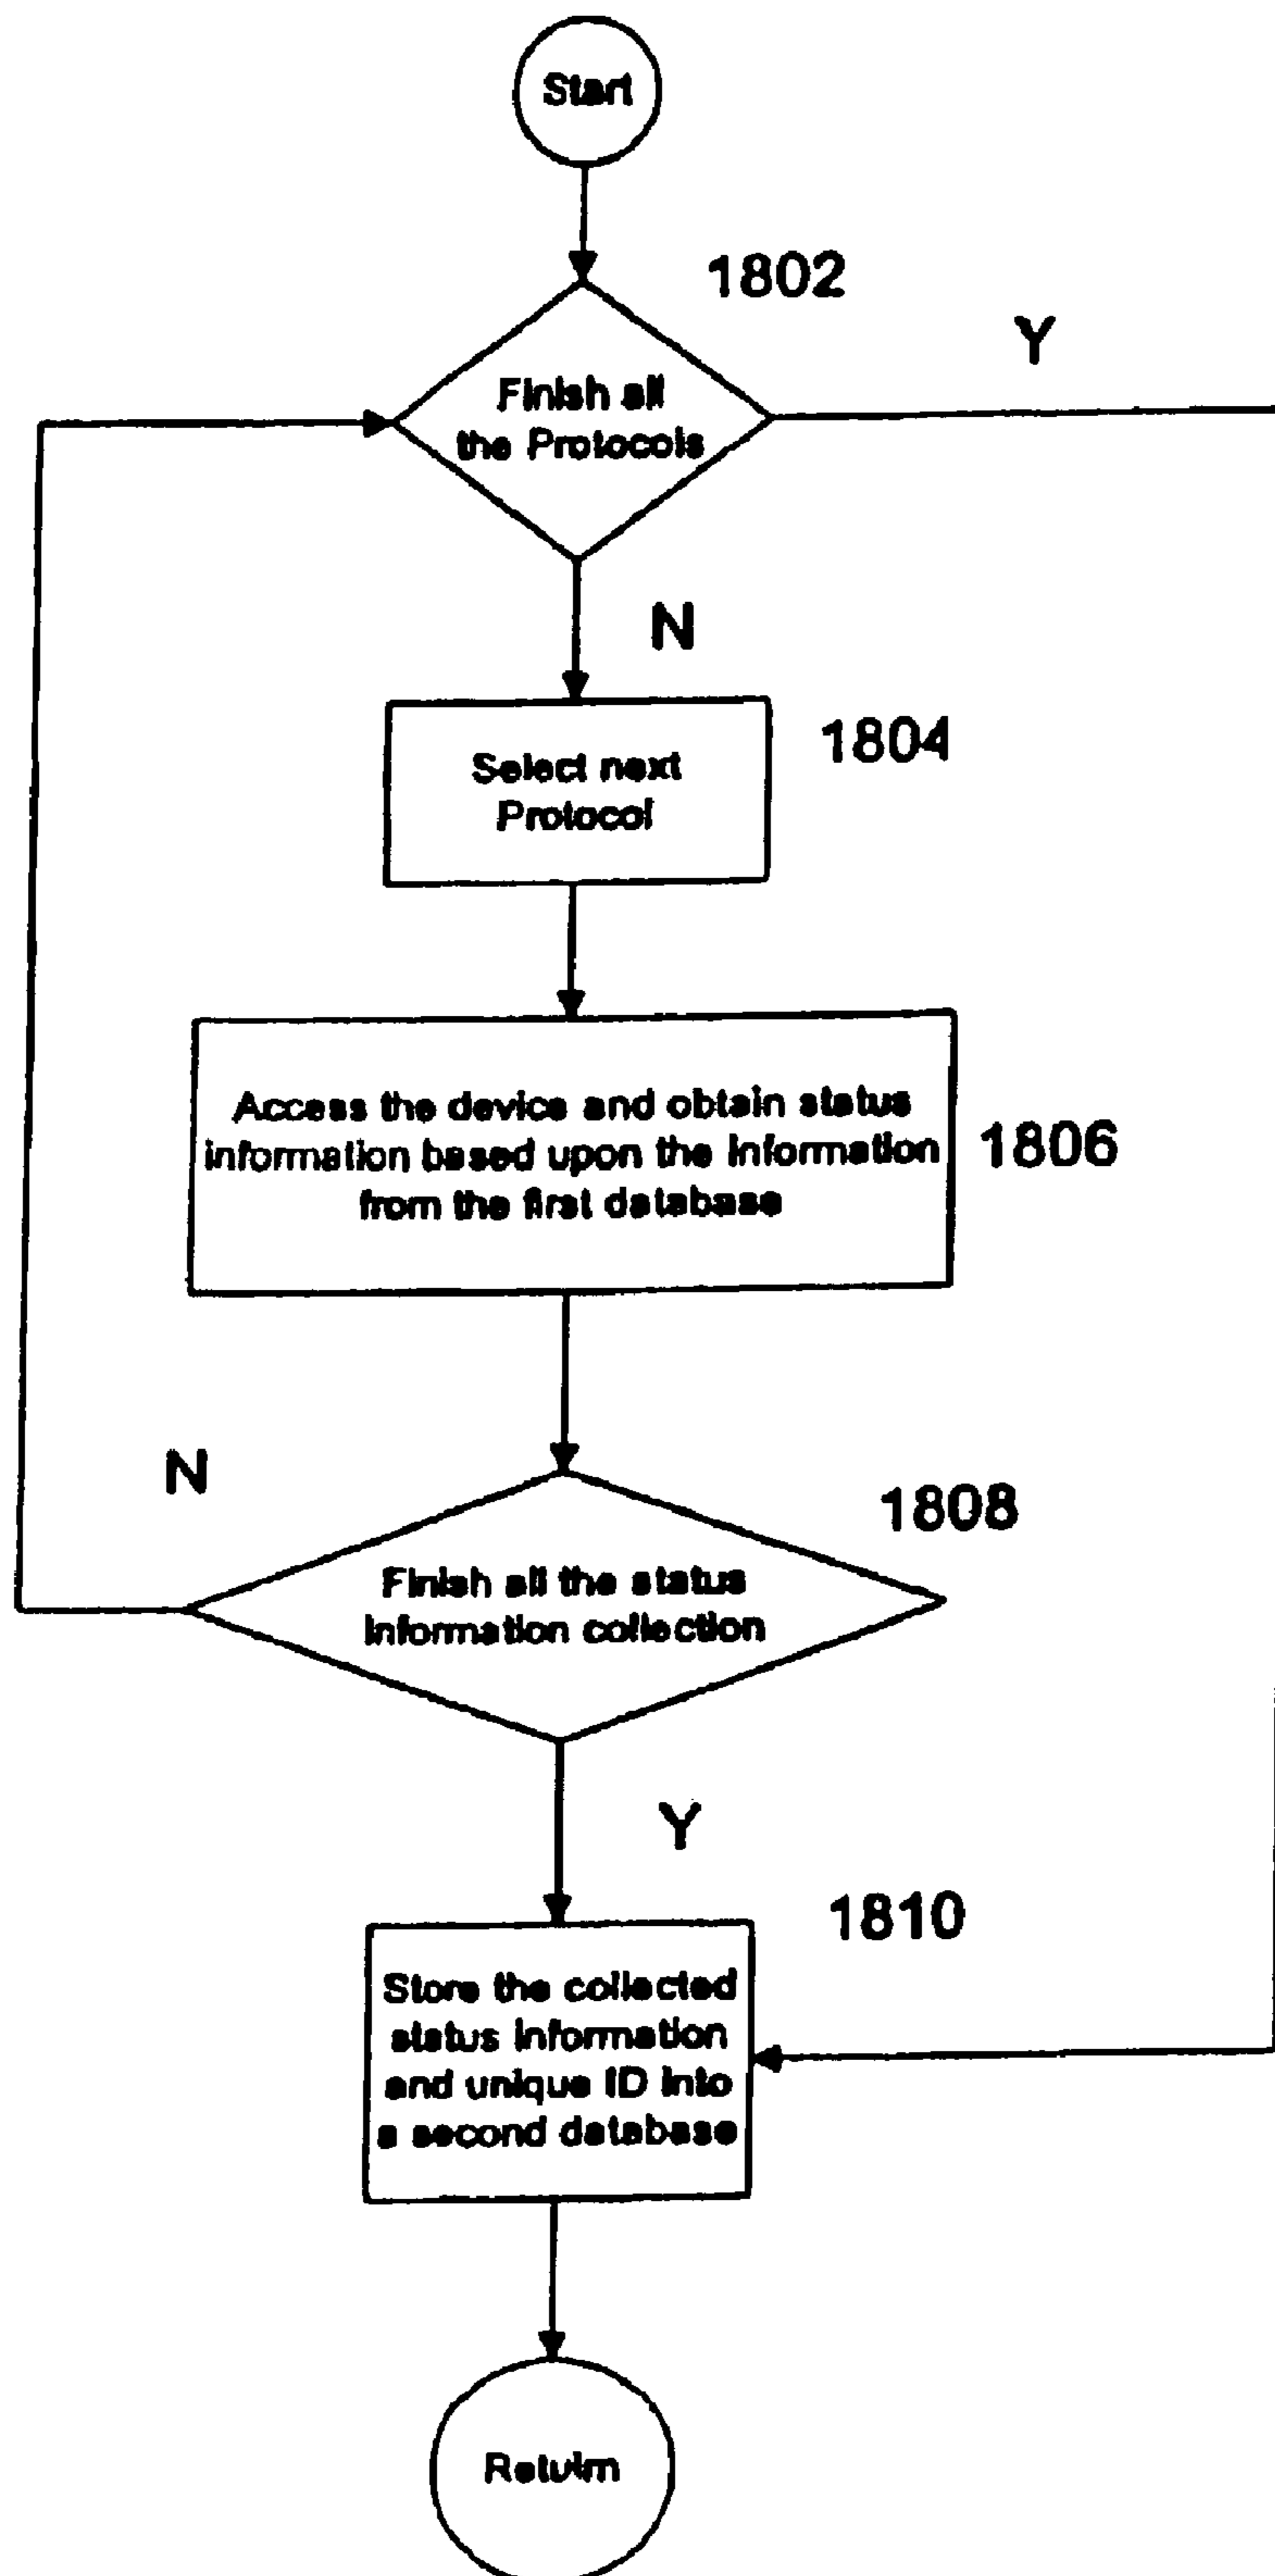 Start
1802
Y
Finish all
the Protocols
N
1804
Select next
Protocol
Access the device and obtain status
information based upon the information
from the first database
1806
N
1808
Finish all the status
information collection
Y
1810
Store the collected
status information
and unique ID into
a second database
Return